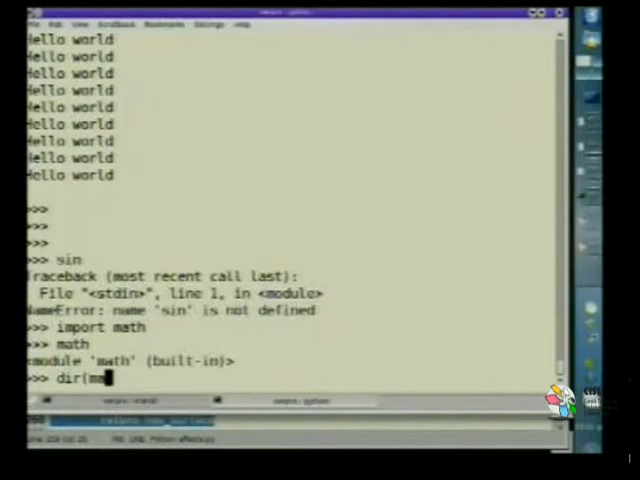 Hello world
Hello world
Hello world
Hello world
Hello world
Hello world
Hello world
Hello world
Hello world
>>>
>>>
>>>
>>> sin
Traceback (most recent call last):
File "<stdin>", line 1, in <module>
NameError: name 'sin' is not defined
>>> import math
>>> math
<module 'math' (built-in)>
>>> dir(ma